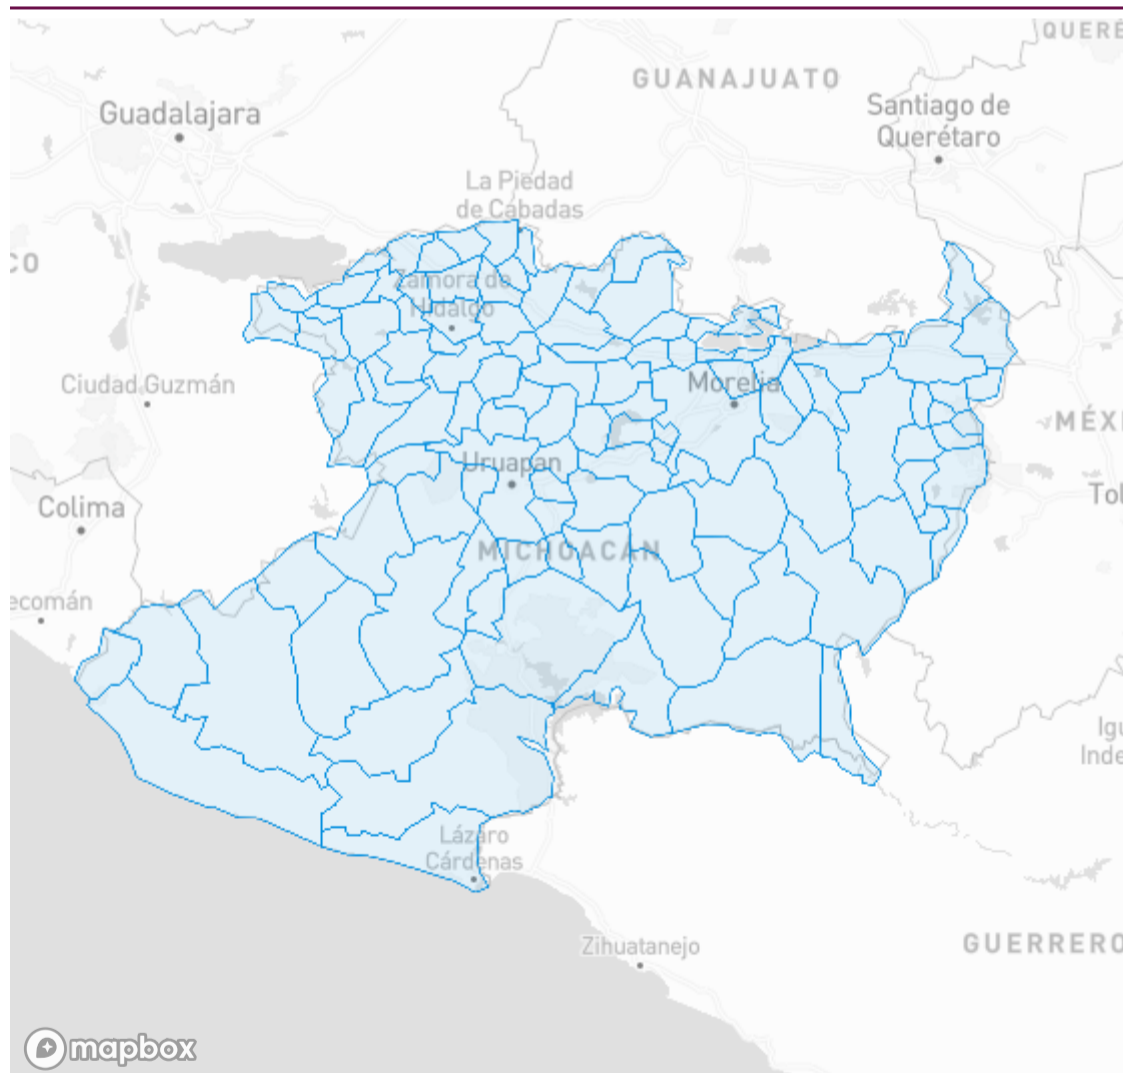 QUERÉ
GUANAJUATO
Guadalajara
Santiago de
Querétaro
La Piedad
de Cabadas
CO
Zamora de
Hidalgo
Ciudad Guzmán
Morelia
MÉXI
Uruapan
Tol
Colima
MICHOACÁN
ecomán
Igu
Inde
Lázaro
Cárdenas
Zihuatanejo
GUERRERO
mapbox